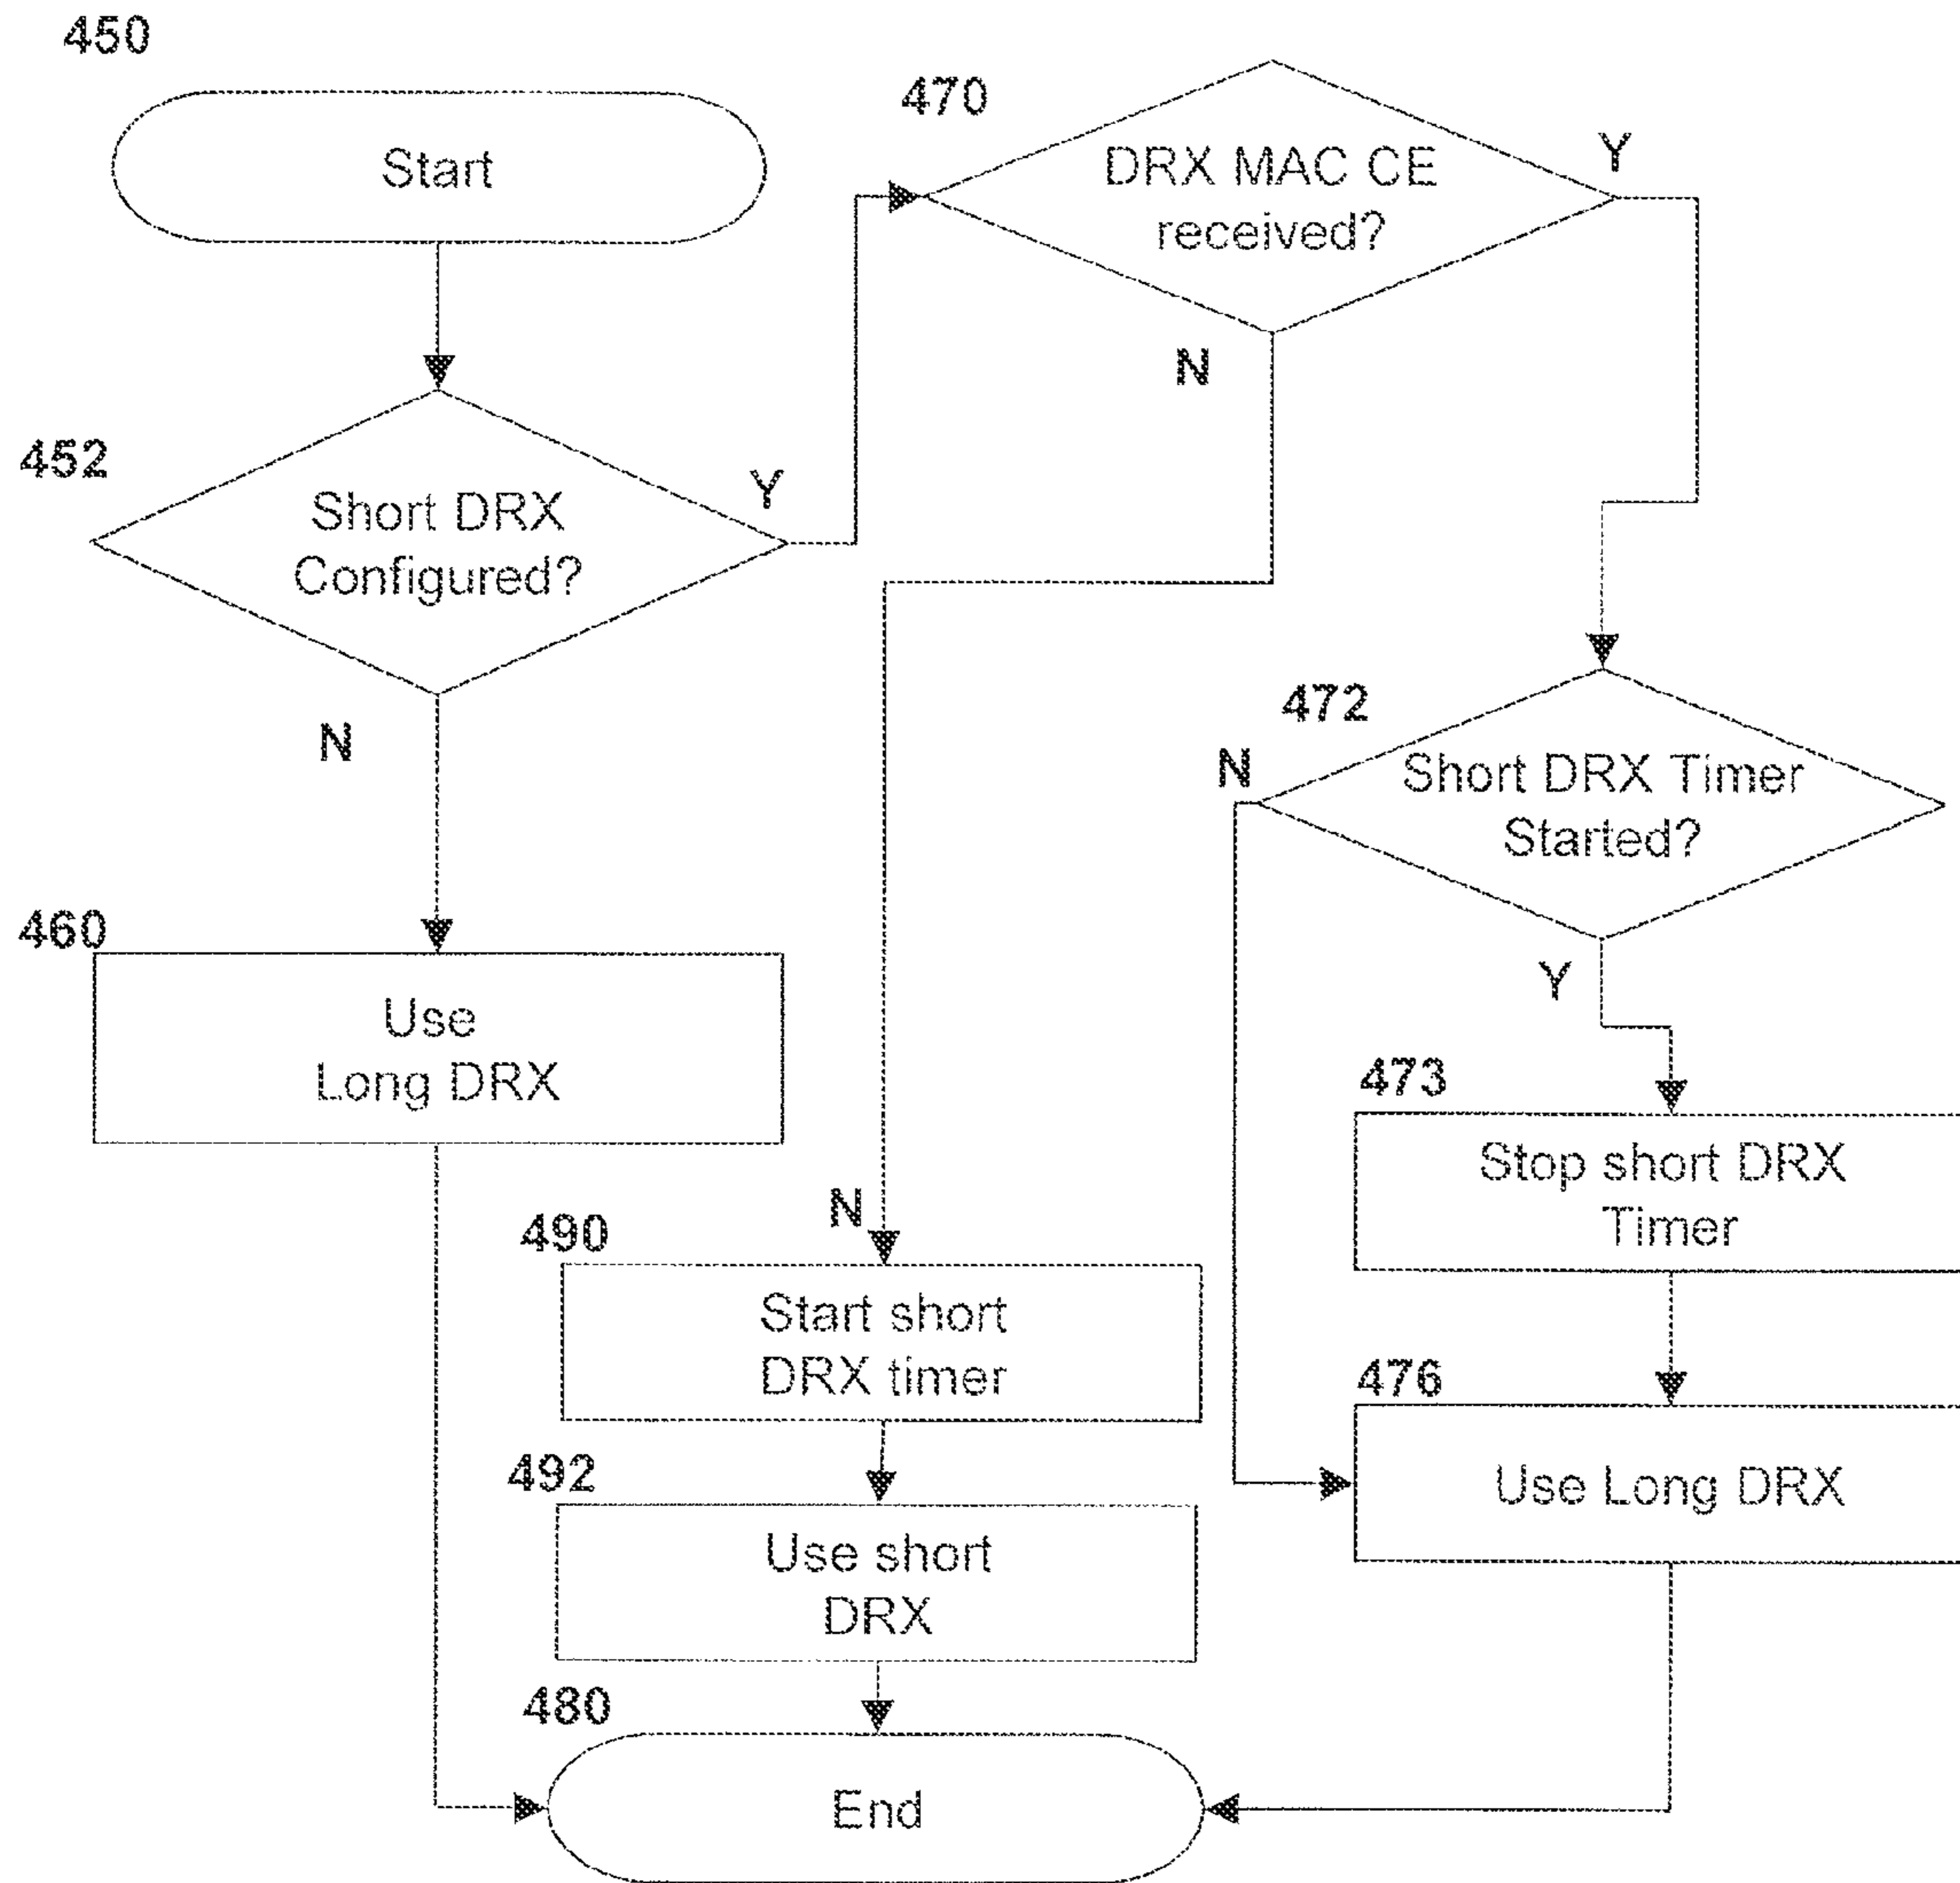 450
Start
452
Short DRX
Configured?
Y
N
460
Use
Long DRX
470
DRX MAC CE
received?
Y
N
472
Short DRX Timer
Started?
N
Y
473
Stop short DRX
Timer
476
Use Long DRX
N
490
Start short
DRX timer
492
Use short
DRX
480
End